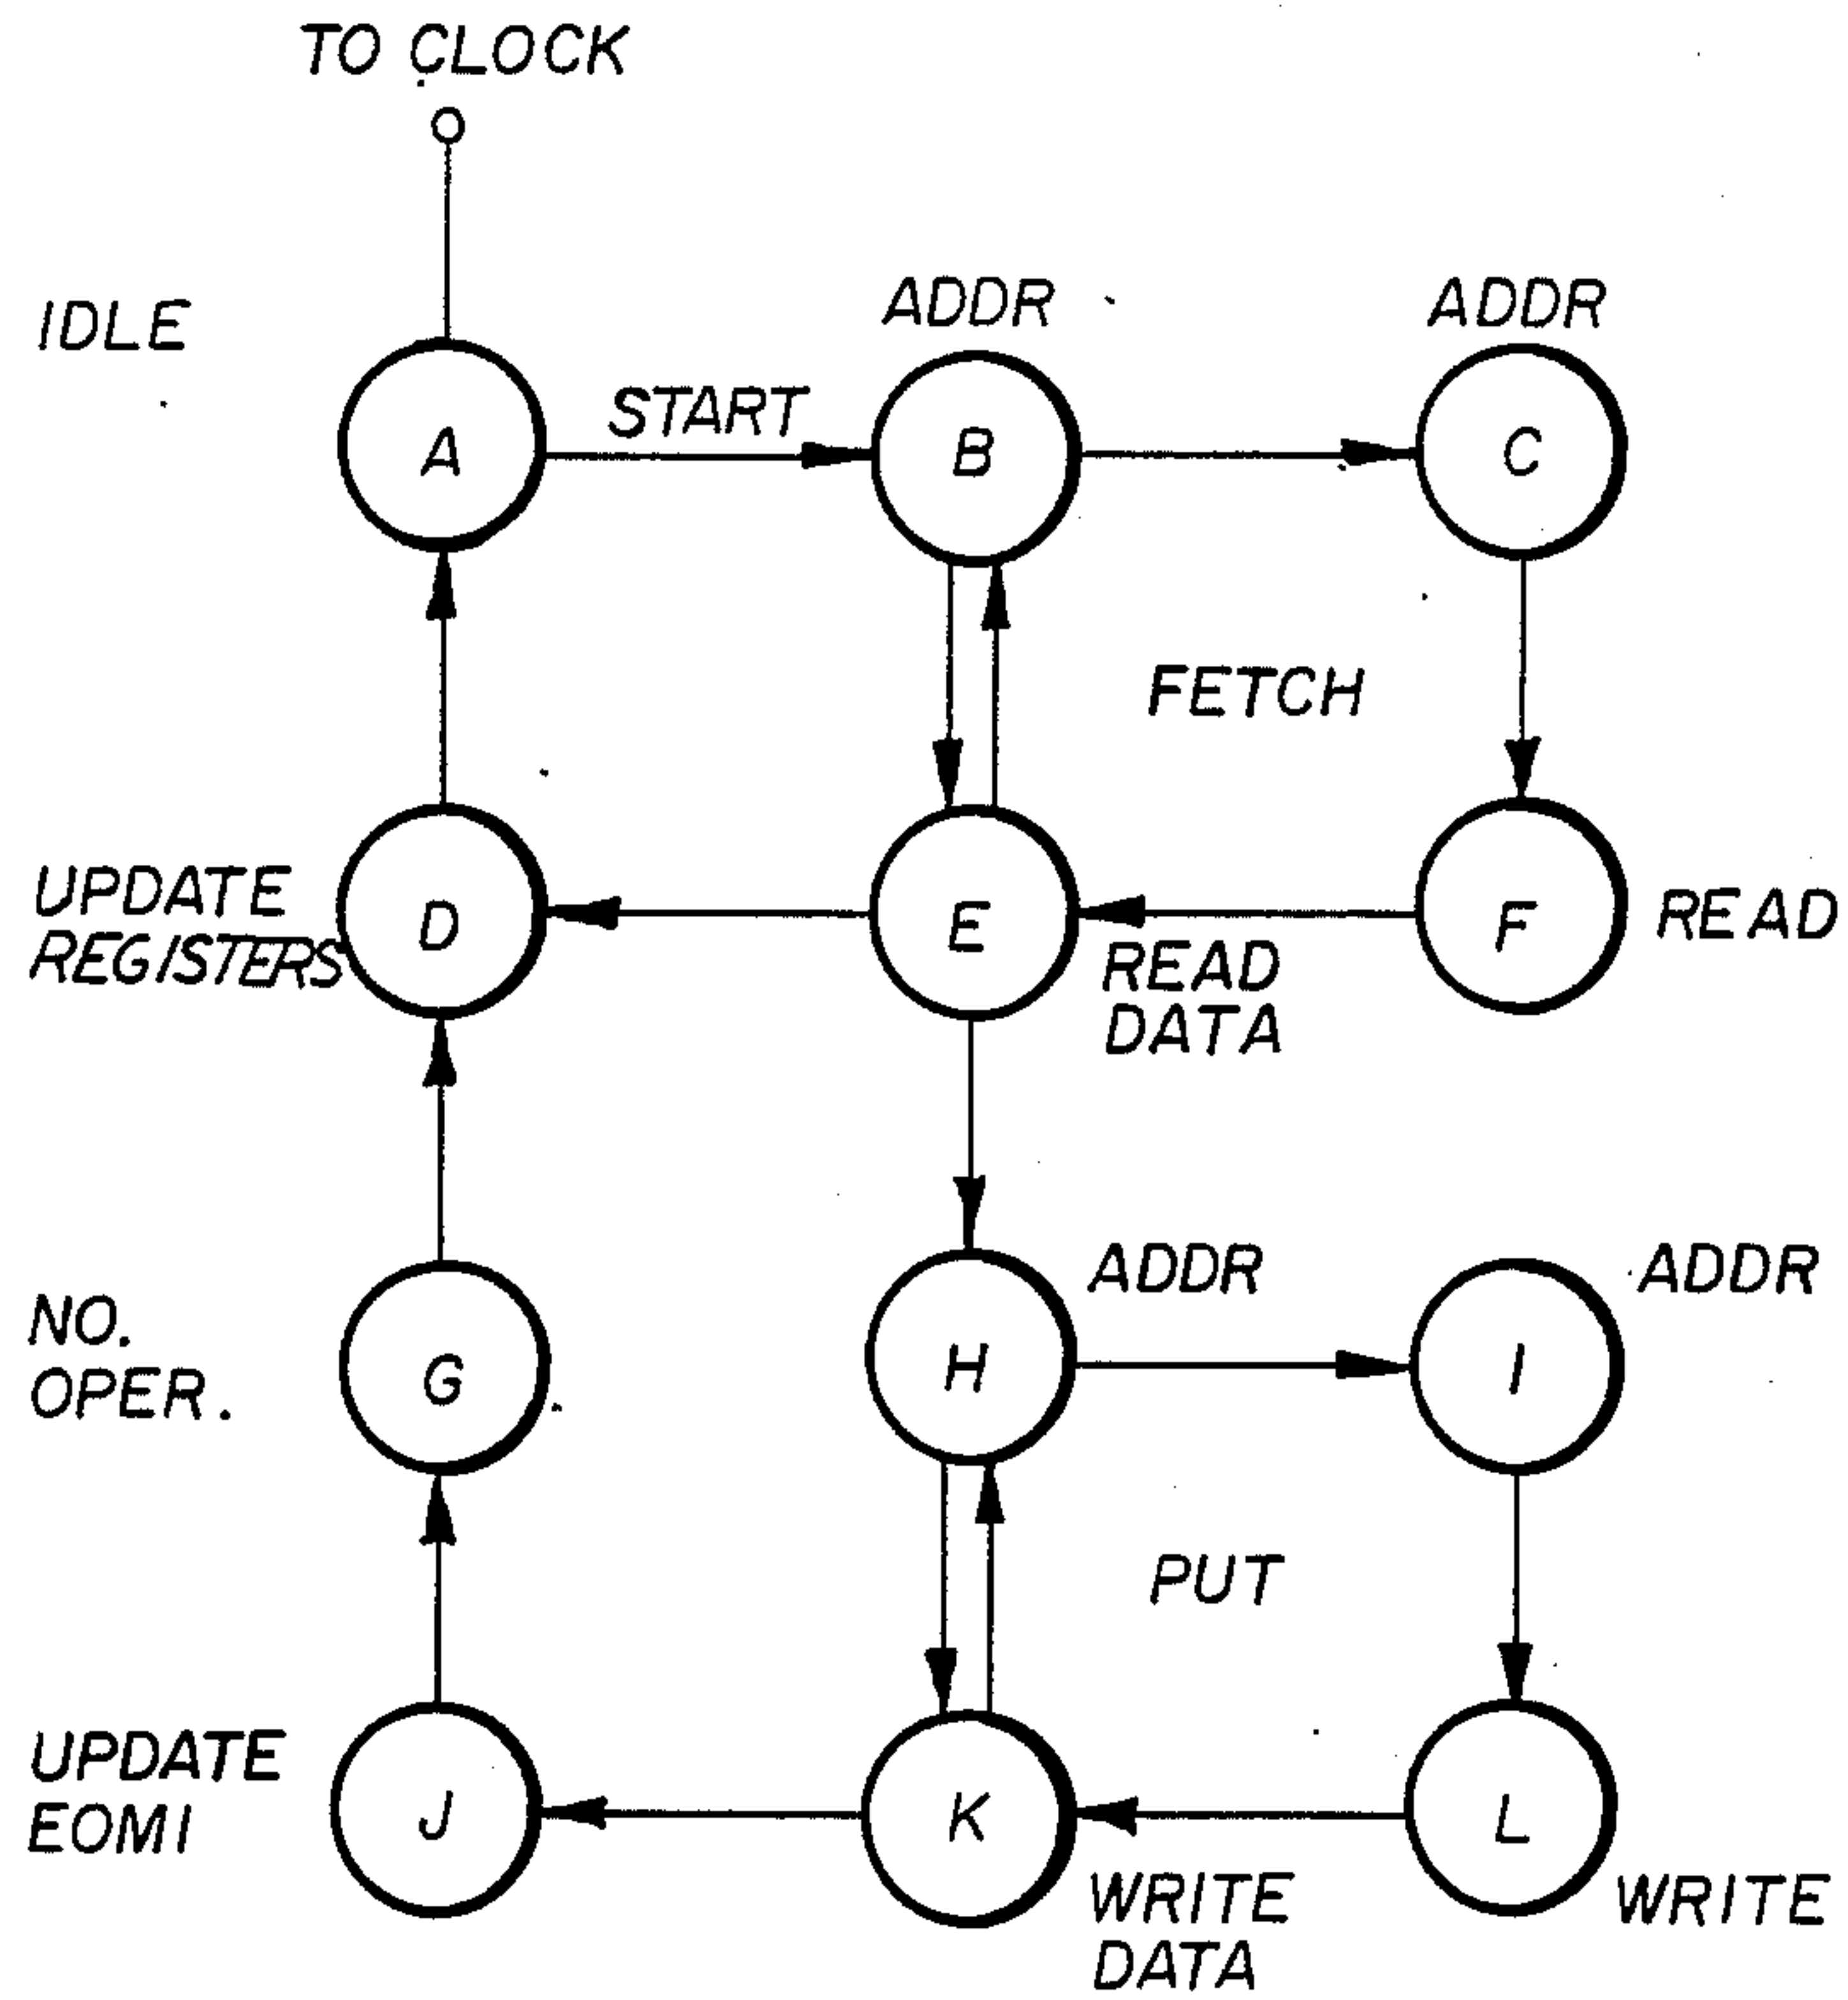 TO CLOCK
IDLE
ADDR
ADDR
A
START
B
C
FETCH
UPDATE
REGISTERS
D
E
READ
DATA
F
READ
NO.
OPER.
G
H
ADDR
I
ADDR
PUT
UPDATE
EOMI
J
K
WRITE
DATA
L
WRITE